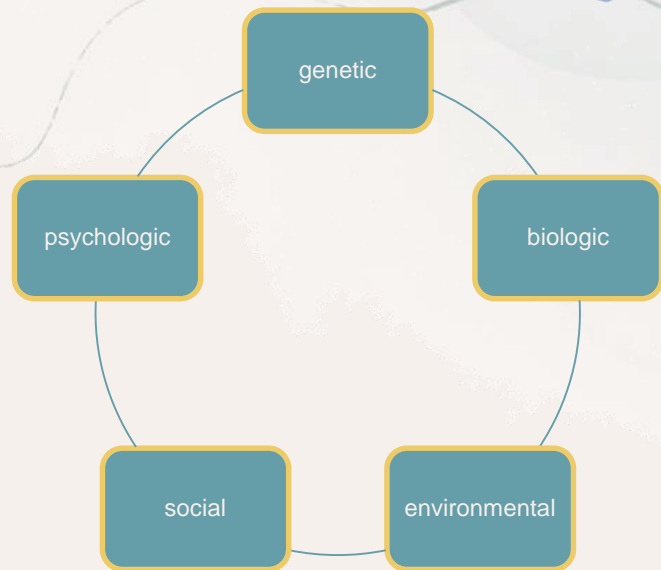 genetic
psychologic
biologic
social
environmental